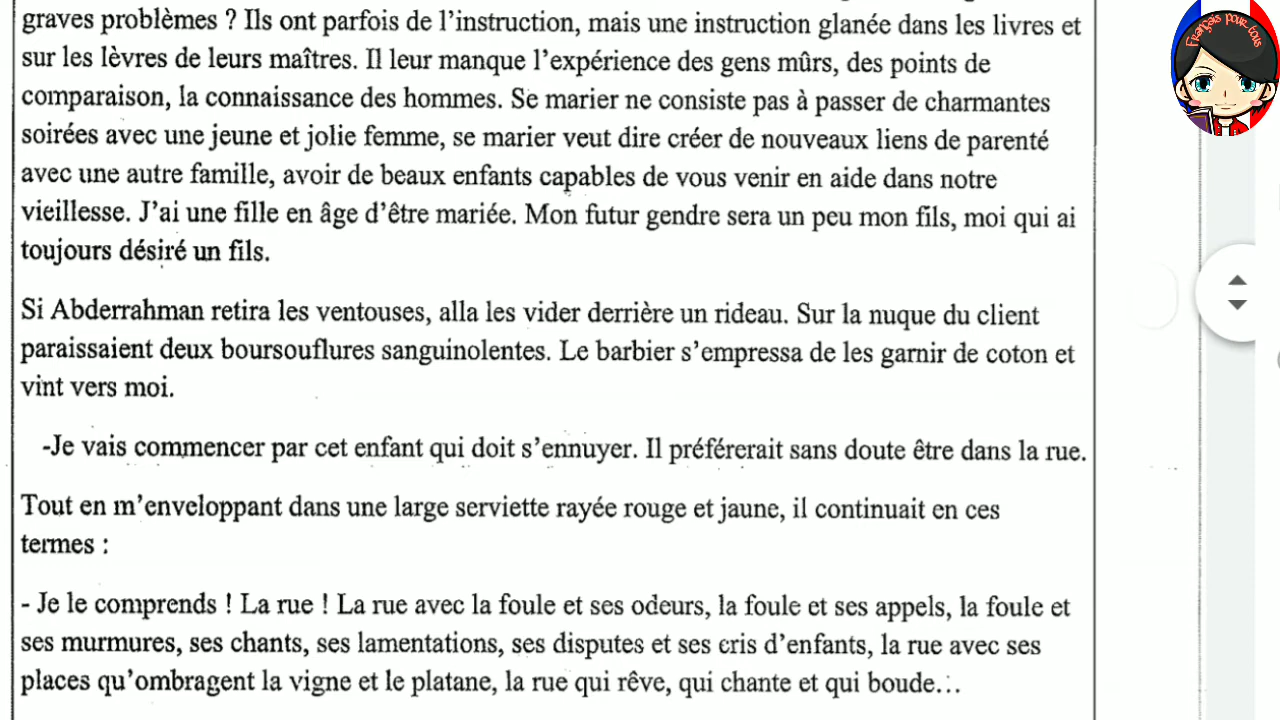 graves problèmes ? Ils ont parfois de l'instruction, mais une instruction glanée dans les livres et
sur les lèvres de leurs maîtres. Il leur manque l'expérience des gens mûrs, des points de
comparaison, la connaissance des hommes. Se marier ne consiste pas à passer de charmantes
soirées avec une jeune et jolie femme, se marier veut dire créer de nouveaux liens de parenté
avec une autre famille, avoir de beaux enfants capables de vous venir en aide dans notre
vieillesse. J'ai une fille en âge d'être mariée. Mon futur gendre sera un peu mon fils, moi qui ai
toujours désiré un fils.
Si Abderrahman retira les ventouses, alla les vider derrière un rideau. Sur la nuque du client
paraissaient deux boursouflures sanguinolentes. Le barbier s'empressa de les garnir de coton et
vint vers moi.
-Je vais commencer par cet enfant qui doit s'ennuyer. Il préférerait sans doute être dans la rue.
Tout en m'enveloppant dans une large serviette rayée rouge et jaune, il continuait en ces
termes :
- Je le comprends ! La rue ! La rue avec la foule et ses odeurs, la foule et ses appels, la foule et
ses murmures, ses chants, ses lamentations, ses disputes et ses cris d'enfants, la rue avec ses
places qu'ombragent la vigne et le platane, la rue qui rêve, qui chante et qui boude...
Français pour tous